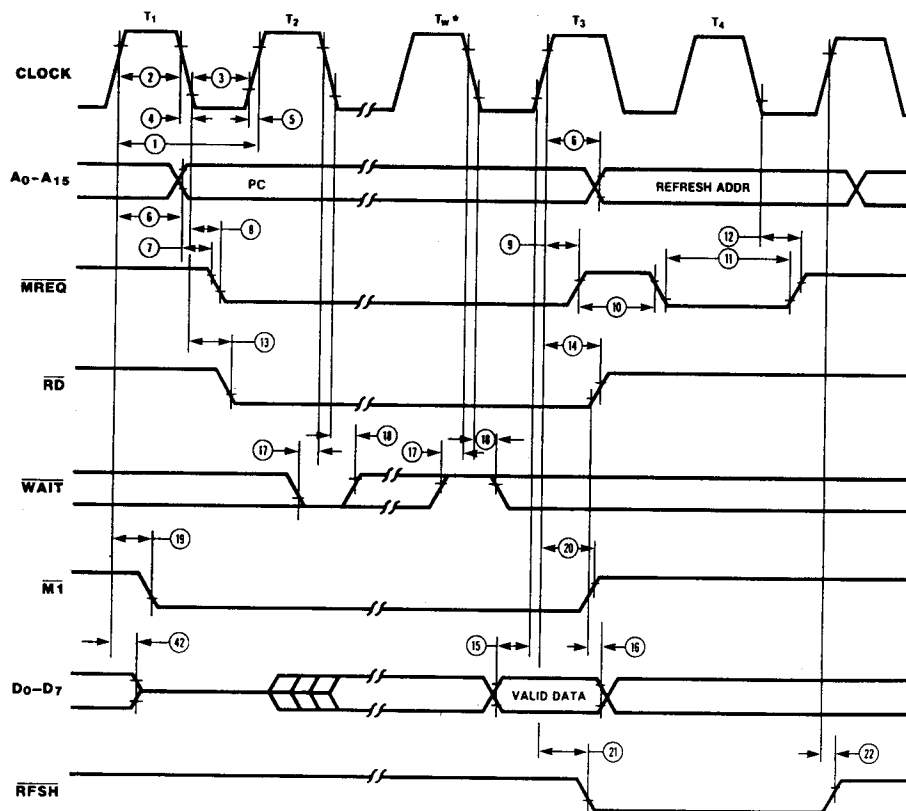 T1 T2 Tw* T3 T4
CLOCK
2 3
4 5
1 6
A0–A15 PC REFRESH ADDR
6 8
7 9 12
11
MREQ
10
13 14
RD
17 18 17 18
WAIT
19 20
M1
42 15 16
D0–D7 VALID DATA
21 22
RFSH